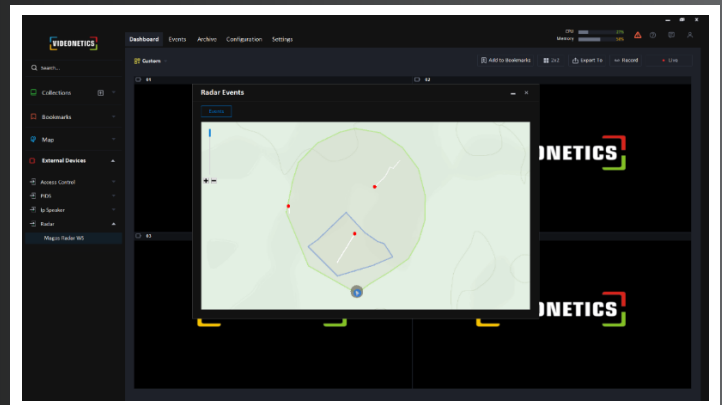 VIDEONETICS
Dashboard Events Archive Configuration Settings
CPU
Memory
Search...
Custom
Add to Bookmarks 2x2 Export To Record Live
Collections
Bookmarks
Map
External Devices
Access Control
PIDS
Ip Speaker
Radar
Magos Radar WS
Radar Events
Events
NETICS
NETICS